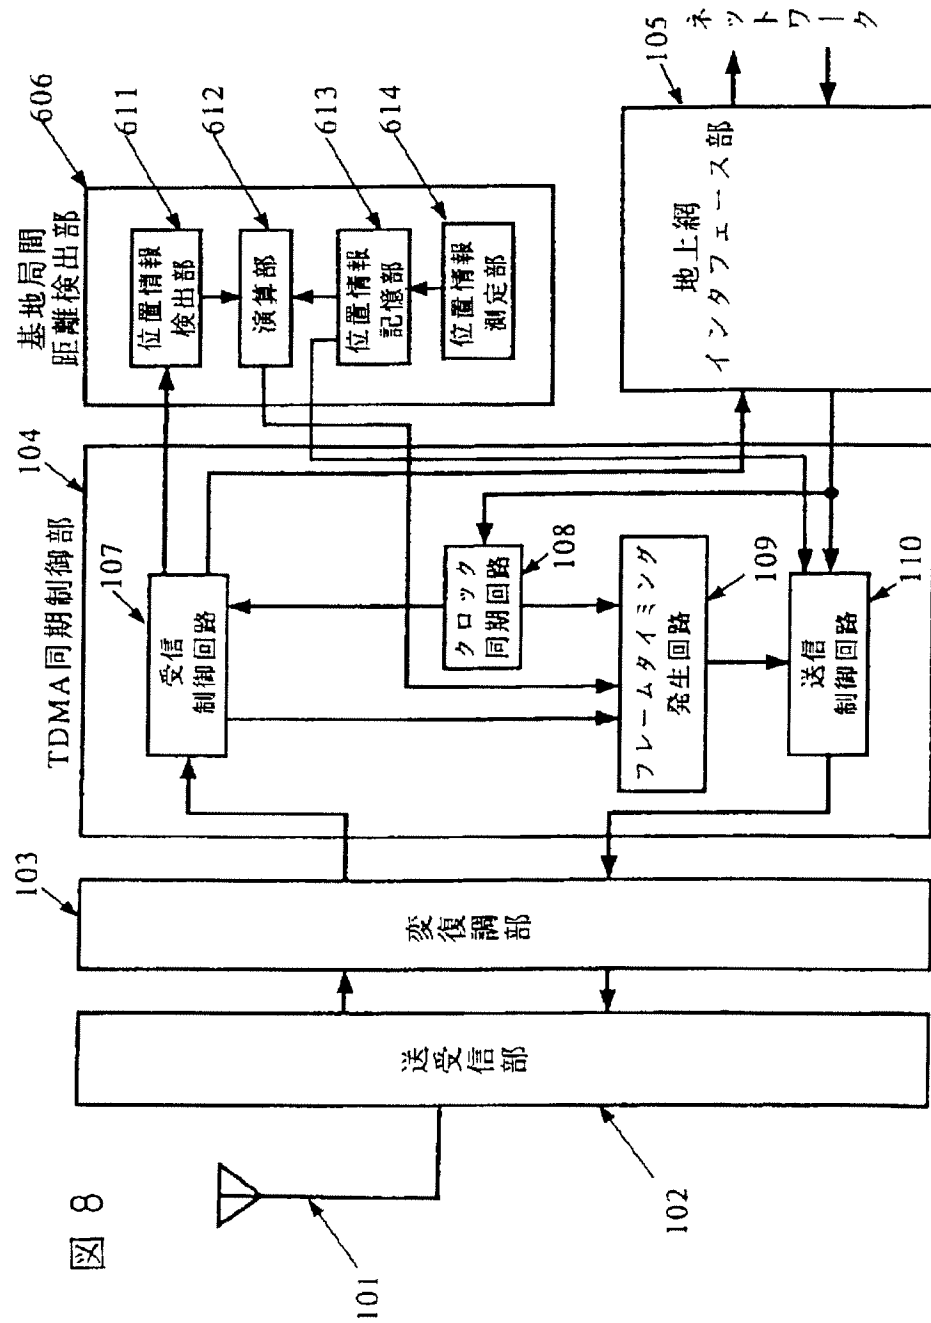 図 8
101
102
送受信部
103
変復調部
104
TDMA同期制御部
107
受信
制御回路
クロック
同期回路
108
フレームタイミング
発生回路
109
送信
制御回路
110
基地局間
距離検出部
606
位置情報
検出部
611
演算部
612
位置情報
記憶部
613
位置情報
測定部
614
地上網
インタフェース部
105
ネットワーク